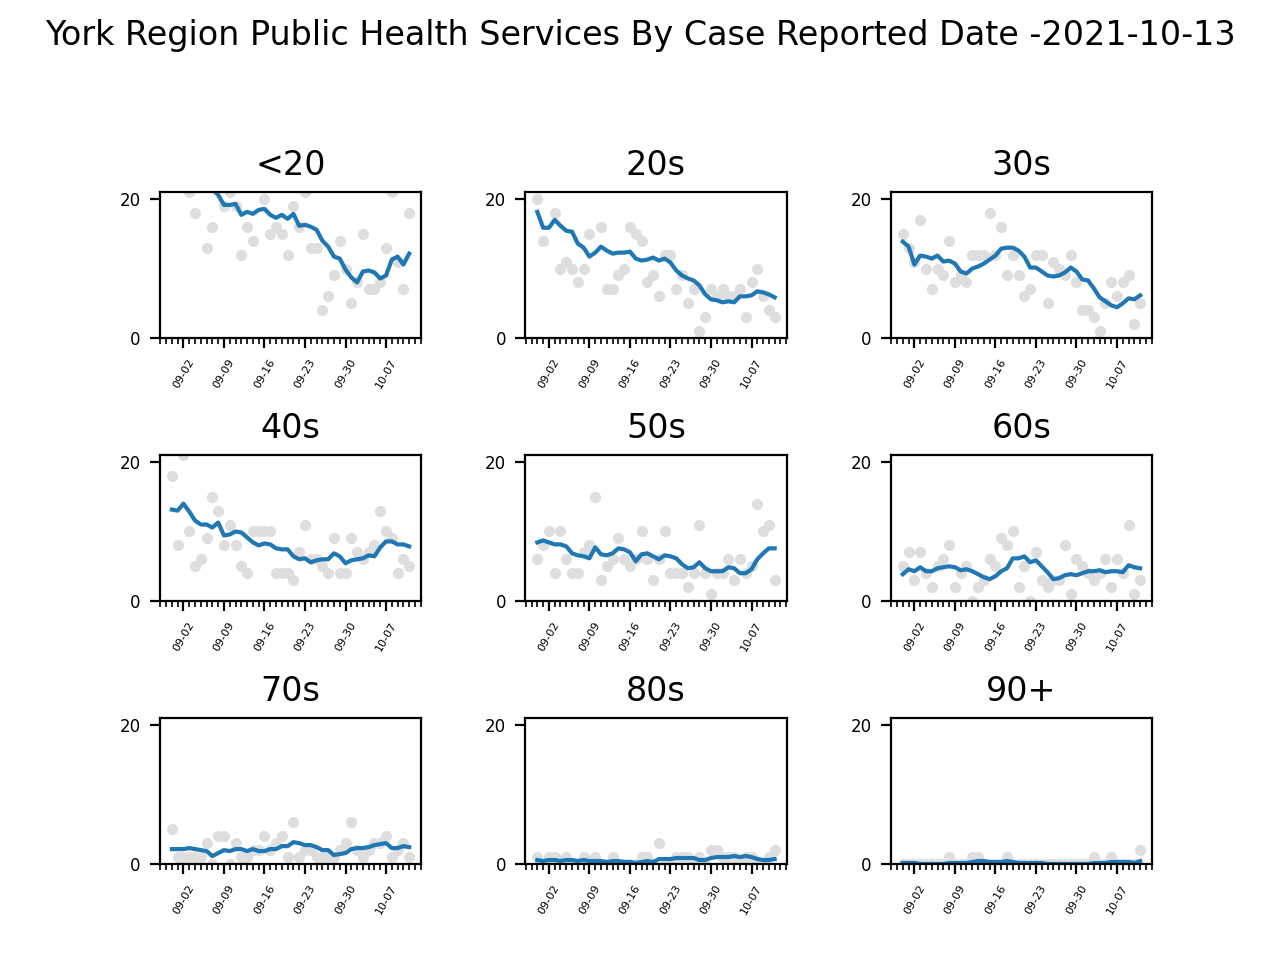 York Region Public Health Services By Case Reported Date -2021-10-13
<20 20s 30s
20 20 20
0 0 0
09-02 09-09 09-16 09-23 09-30 10-07 09-02 09-09 09-16 09-23 09-30 10-07 09-02 09-09 09-16 09-23 09-30 10-07
40s 50s 60s
20 20 20
0 0 0
09-02 09-09 09-16 09-23 09-30 10-07 09-02 09-09 09-16 09-23 09-30 10-07 09-02 09-09 09-16 09-23 09-30 10-07
70s 80s 90+
20 20 20
0 0 0
09-02 09-09 09-16 09-23 09-30 10-07 09-02 09-09 09-16 09-23 09-30 10-07 09-02 09-09 09-16 09-23 09-30 10-07